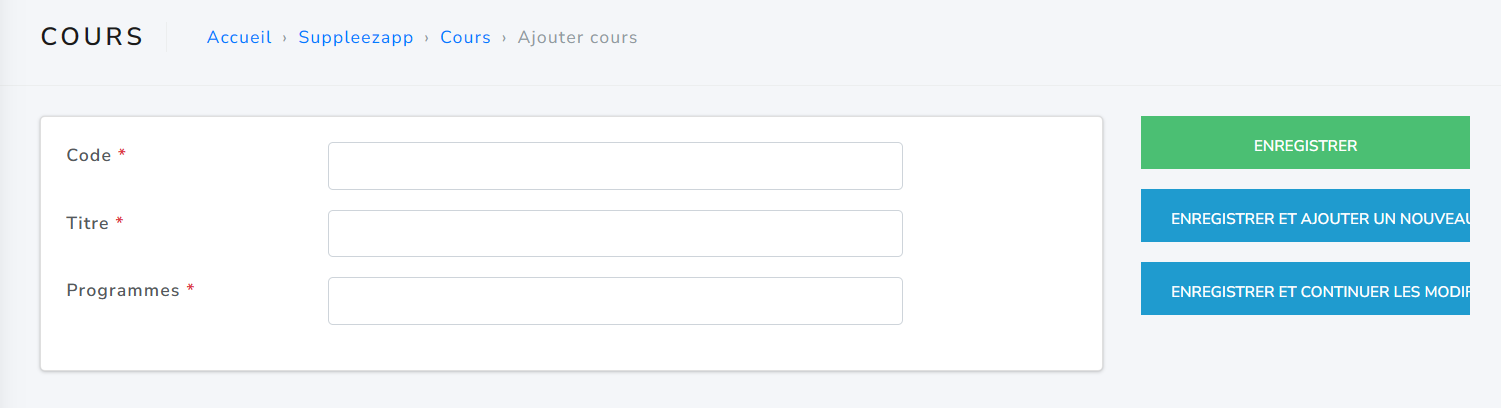 COURS
Accueil › Suppleezapp › Cours › Ajouter cours
Code *
Titre *
Programmes *
ENREGISTRER
ENREGISTRER ET AJOUTER UN NOUVEAU
ENREGISTRER ET CONTINUER LES MODIF